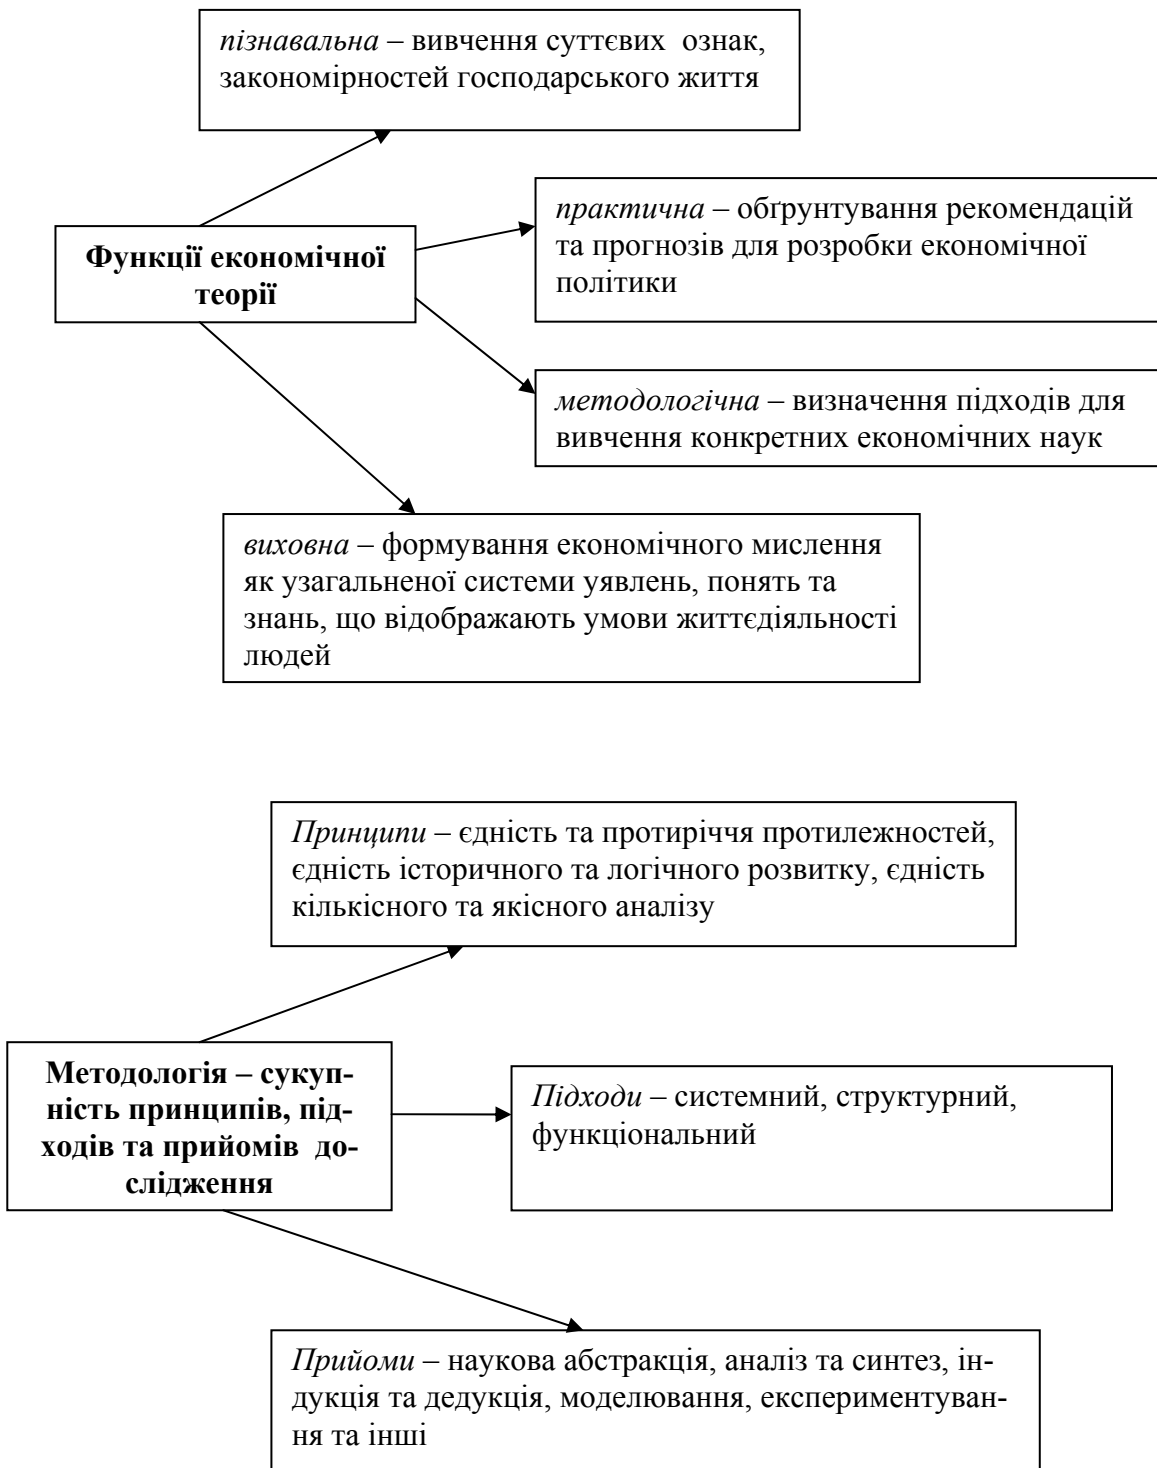 пізнавальна – вивчення суттєвих  ознак,
закономірностей господарського життя
практична – обґрунтування рекомендацій
та прогнозів для розробки економічної
політики
Функції економічної
теорії
методологічна – визначення підходів для
вивчення конкретних економічних наук
виховна – формування економічного мислення
як узагальненої системи уявлень, понять та
знань, що відображають умови життєдіяльності
людей
Принципи – єдність та протиріччя протилежностей,
єдність історичного та логічного розвитку, єдність
кількісного та якісного аналізу
Методологія – сукуп-
ність принципів, під-
ходів та прийомів  до-
слідження
Підходи – системний, структурний,
функціональний
Прийоми – наукова абстракція, аналіз та синтез, ін-
дукція та дедукція, моделювання, експериментуван-
ня та інші